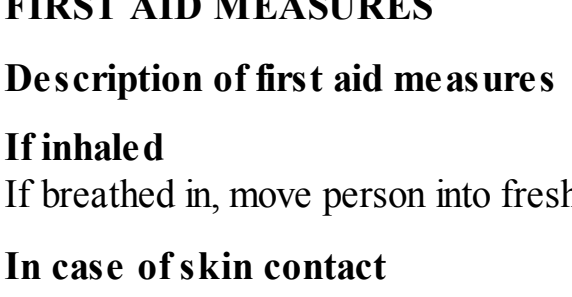 FIRST AID MEASURES
Description of first aid measures
If inhaled
If breathed in, move person into fresh
In case of skin contact